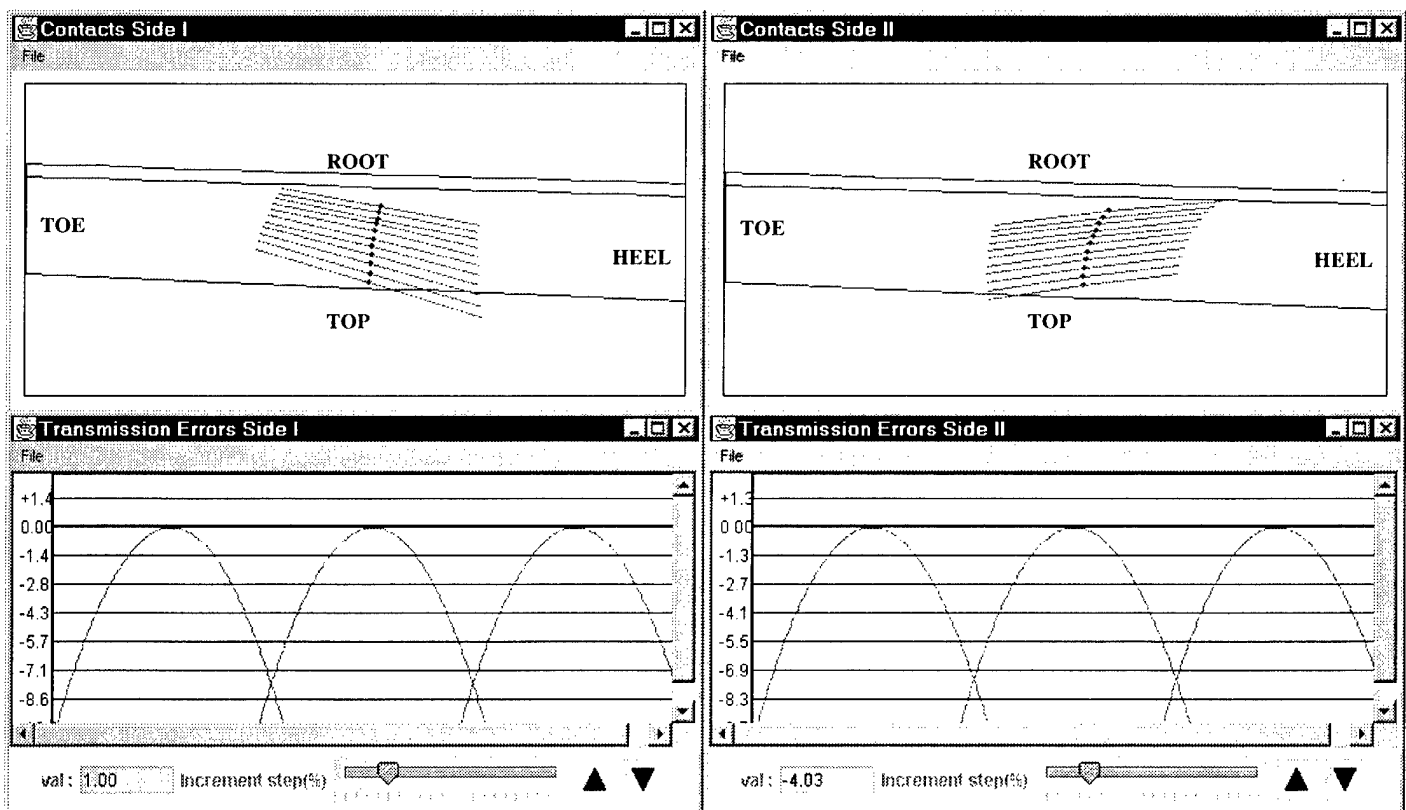 Contacts Side I
File
ROOT
TOE
HEEL
TOP
Contacts Side II
File
ROOT
TOE
HEEL
TOP
Transmission Errors Side I
File
+1.4
0.00
-1.4
-2.8
-4.3
-5.7
-7.1
-8.6
val : 1.00 Increment step(%)
Transmission Errors Side II
File
+1.3
0.00
-1.3
-2.7
-4.1
-5.5
-6.9
-8.3
val : -4.03 Increment step(%)